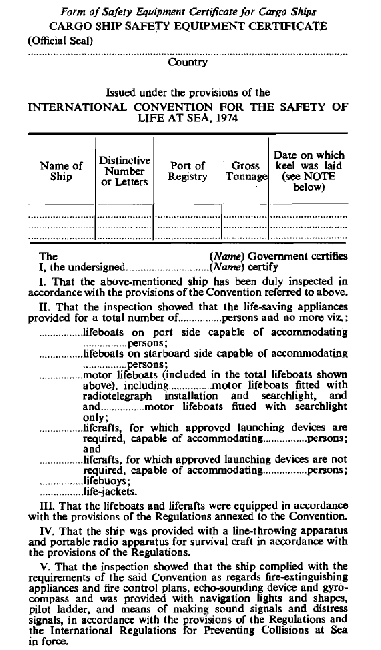 Form of Safety Equipment Certificate for Cargo Ships
CARGO SHIP SAFETY EQUIPMENT CERTIFICATE
(Official Seal)
Country
Issued under the provisions of the
INTERNATIONAL CONVENTION FOR THE SAFETY OF
LIFE AT SEA, 1974
Name of Ship
Distinctive Number or Letters
Port of Registry
Gross Tonnage
Date on which keel was laid (see NOTE below)
The (Name) Government certifies
I, the undersigned......................(Name) certify
I. That the above-mentioned ship has been duly inspected in
accordance with the provisions of the Convention referred to above.
II. That the inspection showed that the life-saving appliances
provided for a total number of..............persons and no more viz.;
..............lifeboats on port side capable of accommodating
..............persons;
..............lifeboats on starboard side capable of accommodating
..............persons;
..............motor lifeboats (included in the total lifeboats shown
above), including..............motor lifeboats fitted with
radiotelegraph installation and searchlight, and
and..............motor lifeboats fitted with searchlight
only;
..............liferafts, for which approved launching devices are
required, capable of accommodating..............persons;
and
..............liferafts, for which approved launching devices are not
required, capable of accommodating..............persons;
..............lifebuoys;
..............life-jackets.
III. That the lifeboats and liferafts were equipped in accordance
with the provisions of the Regulations annexed to the Convention.
IV. That the ship was provided with a line-throwing apparatus
and portable radio apparatus for survival craft in accordance with
the provisions of the Regulations.
V. That the inspection showed that the ship complied with the
requirements of the said Convention as regards fire-extinguishing
appliances and fire control plans, echo-sounding device and gyro-
compass and was provided with navigation lights and shapes,
pilot ladder, and means of making sound signals and distress
signals, in accordance with the provisions of the Regulations and
the International Regulations for Preventing Collisions at Sea
in force.